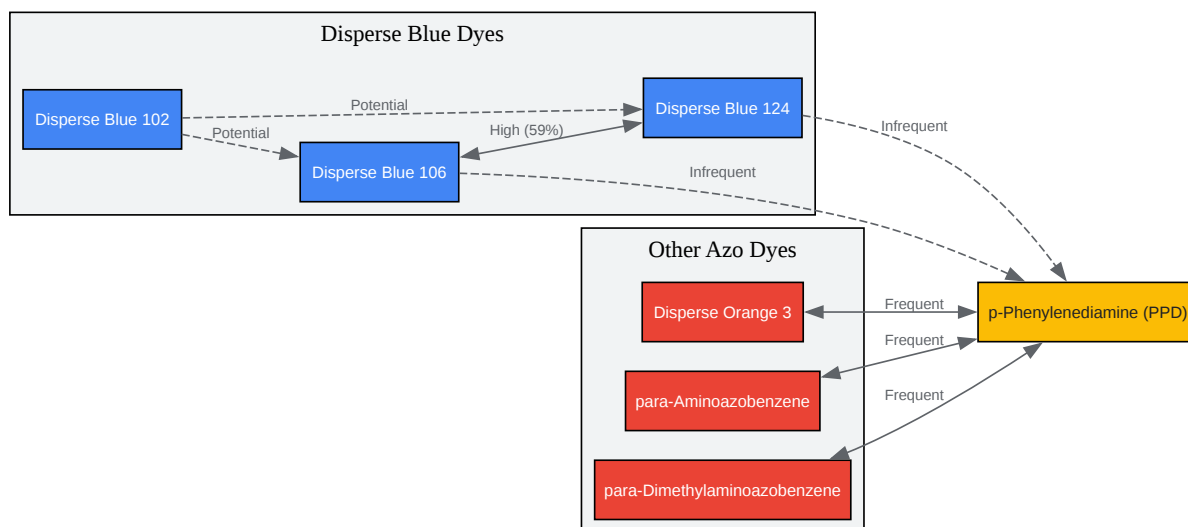 Disperse Blue Dyes
Disperse Blue 102
Potential
Potential
High (59%)
Disperse Blue 124
Disperse Blue 106
Infrequent
Infrequent
Other Azo Dyes
Disperse Orange 3
Frequent
p-Phenylenediamine (PPD)
para-Aminoazobenzene
Frequent
Frequent
para-Dimethylaminoazobenzene